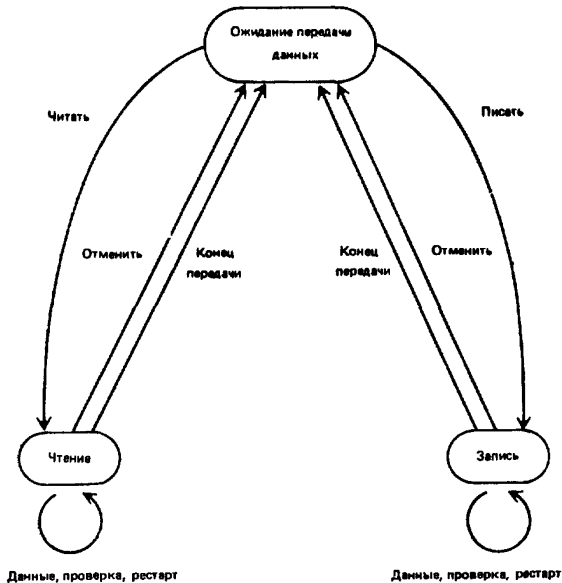 Ожидание передачи
данных
Читать
Писать
Отменить
Конец
передачи
Конец
передачи
Отменить
Чтение
Запись
Данные, проверка, рестарт
Данные, проверка, рестарт